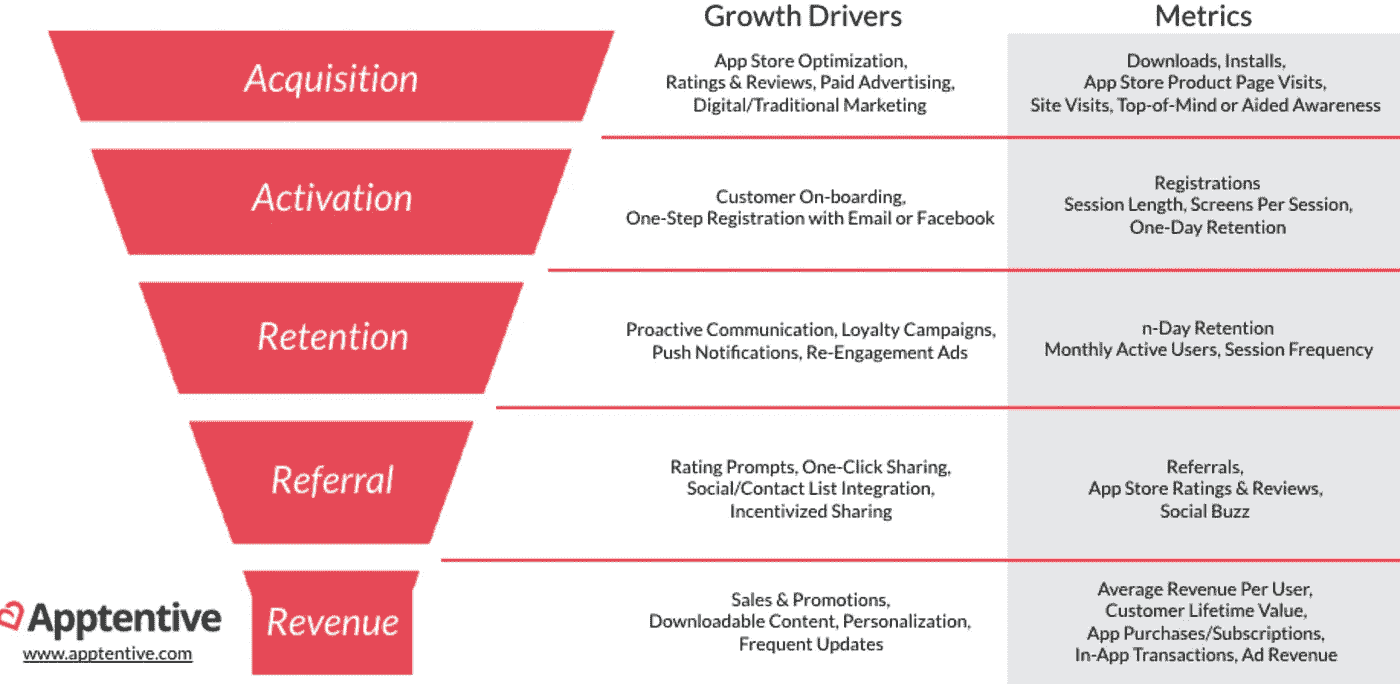 Growth Drivers
Metrics
Acquisition
App Store Optimization,
Ratings & Reviews, Paid Advertising,
Digital/Traditional Marketing
Downloads, Installs,
App Store Product Page Visits,
Site Visits, Top-of-Mind or Aided Awareness
Activation
Customer On-boarding,
One-Step Registration with Email or Facebook
Registrations
Session Length, Screens Per Session,
One-Day Retention
Retention
Proactive Communication, Loyalty Campaigns,
Push Notifications, Re-Engagement Ads
n-Day Retention
Monthly Active Users, Session Frequency
Referral
Rating Prompts, One-Click Sharing,
Social/Contact List Integration,
Incentivized Sharing
Referrals,
App Store Ratings & Reviews,
Social Buzz
Revenue
Sales & Promotions,
Downloadable Content, Personalization,
Frequent Updates
Average Revenue Per User,
Customer Lifetime Value,
App Purchases/Subscriptions,
In-App Transactions, Ad Revenue
Apptentive
www.apptentive.com